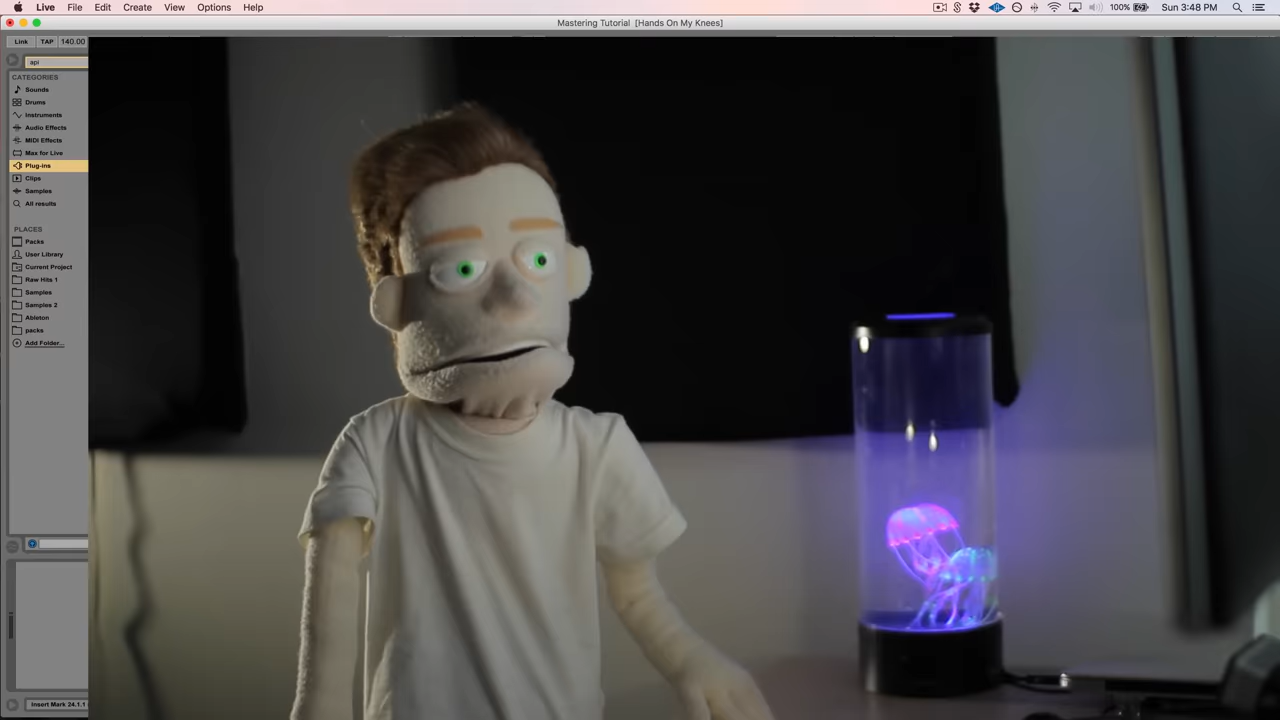 Live File Edit Create View Options Help 100% Sun 3:48 PM
Mastering Tutorial [Hands On My Knees]
Link TAP 140.00
api
CATEGORIES
Sounds
Drums
Instruments
Audio Effects
MIDI Effects
Max for Live
Plug-ins
Clips
Samples
All results
PLACES
Packs
User Library
Current Project
Raw Hits 1
Samples
Samples 2
Ableton
packs
Add Folder...
Insert Mark 24.1.1